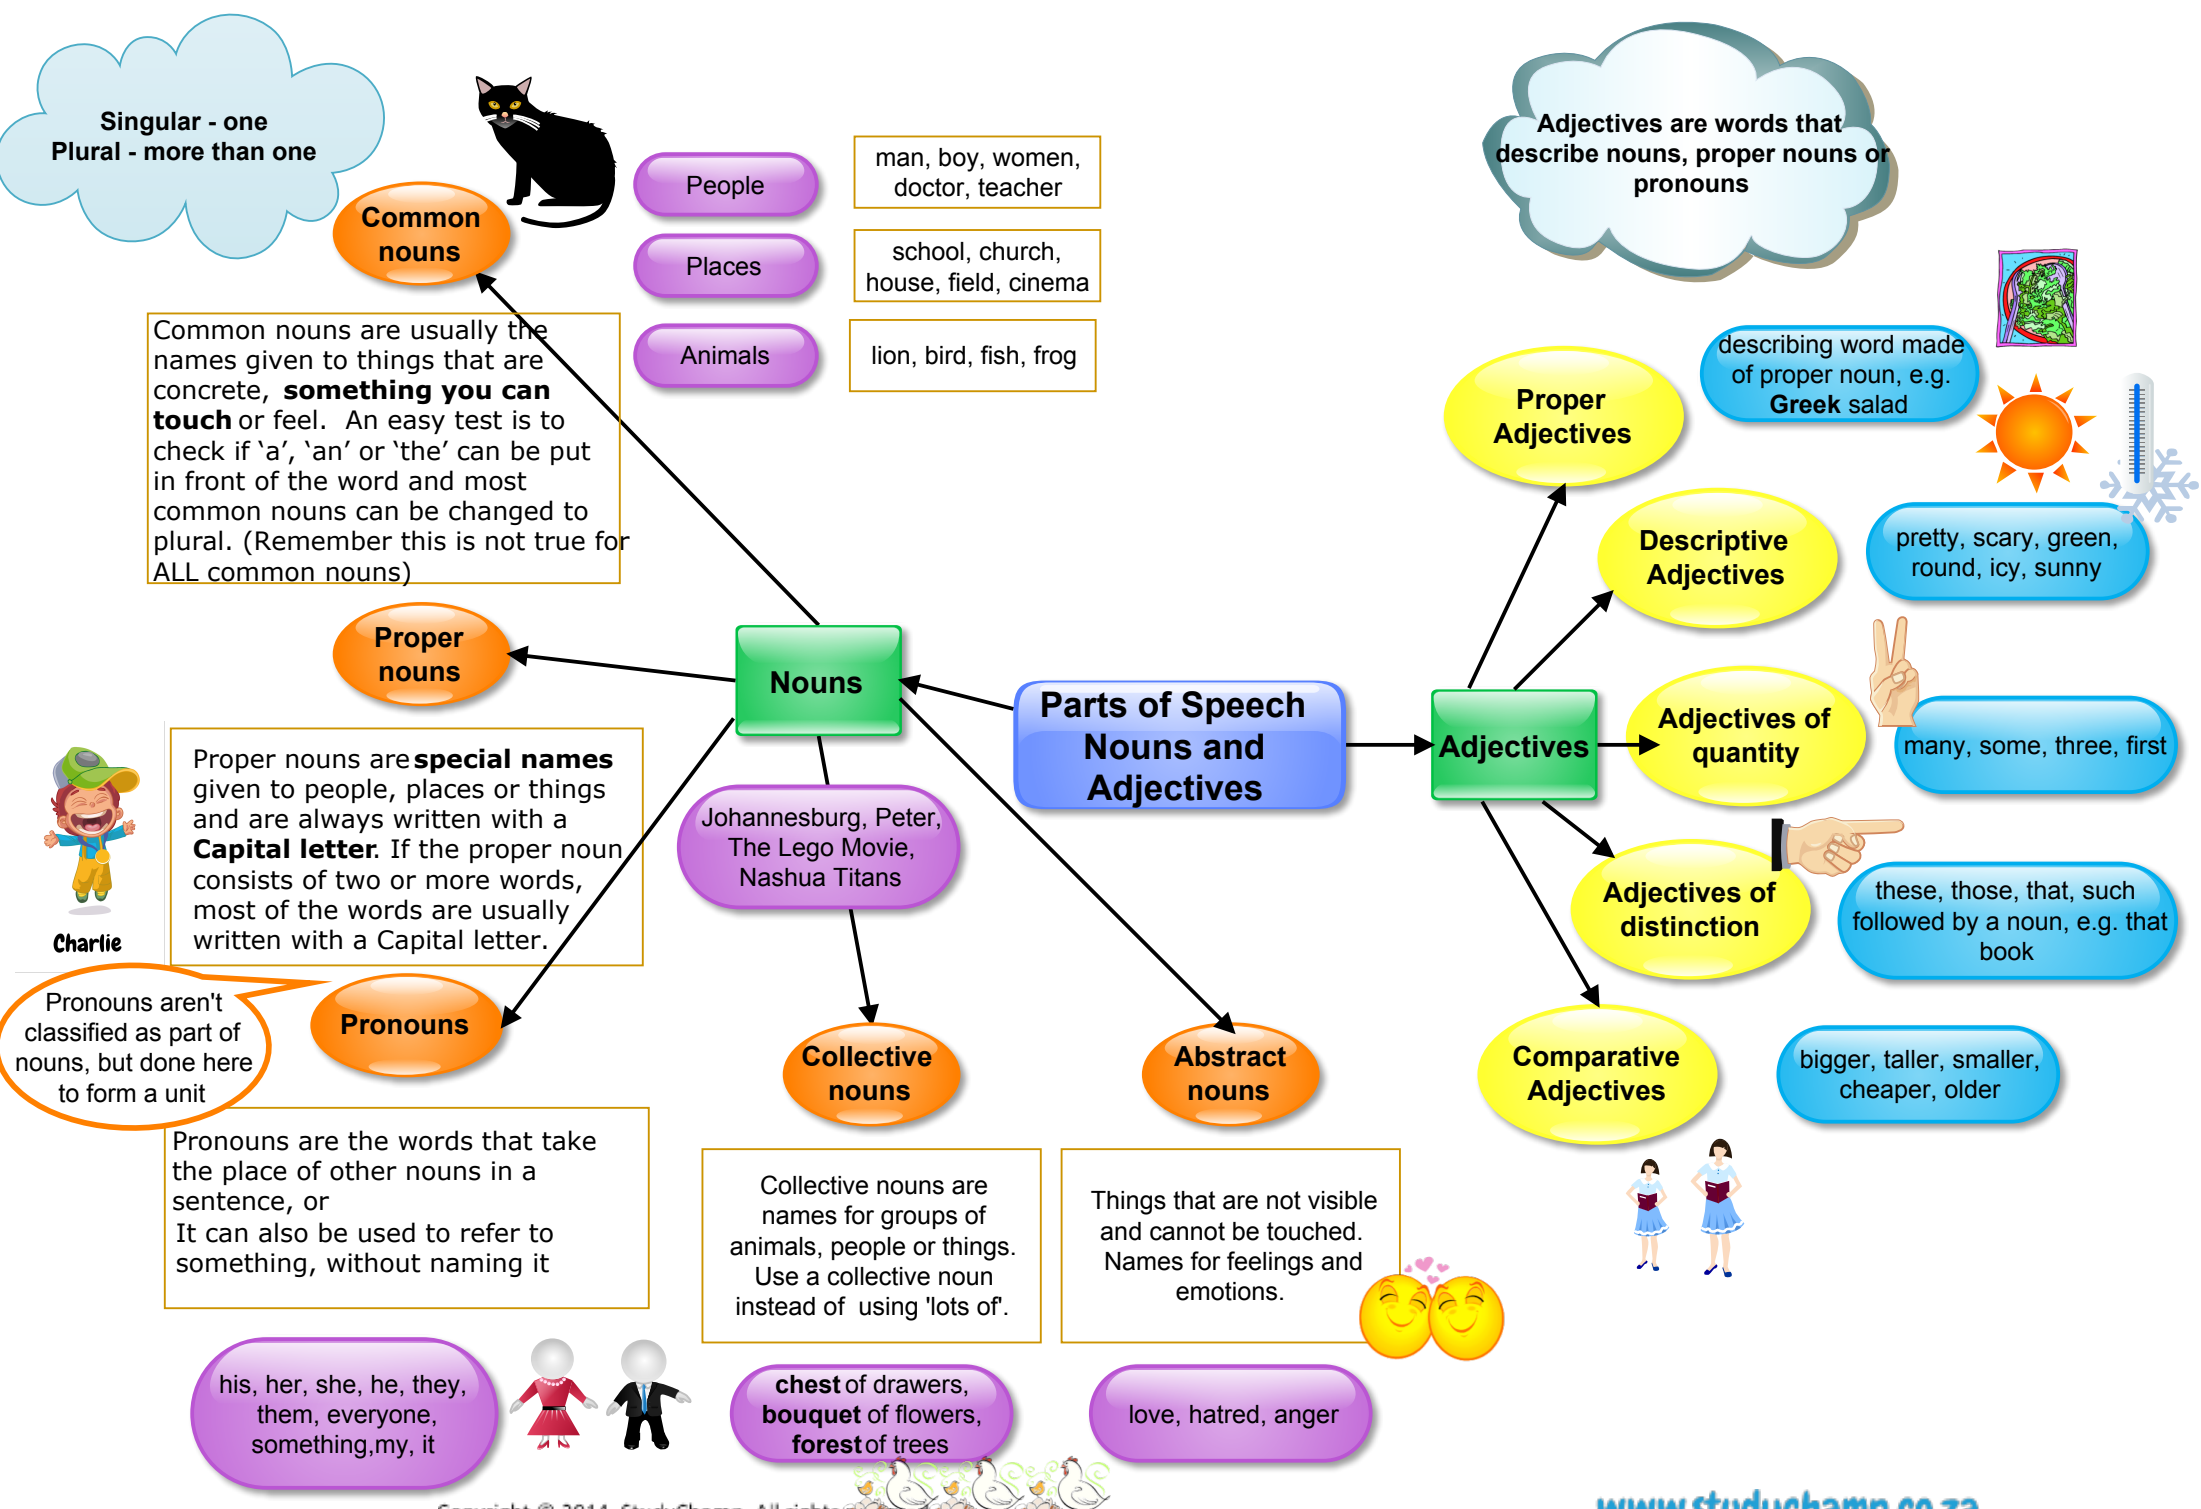 Singular - one
Plural - more than one
Common
nouns
People
man, boy, women,
doctor, teacher
Places
school, church,
house, field, cinema
Animals
lion, bird, fish, frog
Common nouns are usually the
names given to things that are
concrete, something you can
touch or feel. An easy test is to
check if ‘a’, ‘an’ or ‘the’ can be put
in front of the word and most
common nouns can be changed to
plural. (Remember this is not true for
ALL common nouns)
Proper
nouns
Nouns
Parts of Speech
Nouns and
Adjectives
Proper nouns are special names
given to people, places or things
and are always written with a
Capital letter. If the proper noun
consists of two or more words,
most of the words are usually
written with a Capital letter.
Charlie
Johannesburg, Peter,
The Lego Movie,
Nashua Titans
Pronouns aren't
classified as part of
nouns, but done here
to form a unit
Pronouns
Pronouns are the words that take
the place of other nouns in a
sentence, or
It can also be used to refer to
something, without naming it
his, her, she, he, they,
them, everyone,
something,my, it
Collective
nouns
Collective nouns are
names for groups of
animals, people or things.
Use a collective noun
instead of using 'lots of'.
chest of drawers,
bouquet of flowers,
forest of trees
Abstract
nouns
Things that are not visible
and cannot be touched.
Names for feelings and
emotions.
love, hatred, anger
Adjectives are words that
describe nouns, proper nouns or
pronouns
Adjectives
Proper
Adjectives
describing word made
of proper noun, e.g.
Greek salad
Descriptive
Adjectives
pretty, scary, green,
round, icy, sunny
Adjectives of
quantity
many, some, three, first
Adjectives of
distinction
these, those, that, such
followed by a noun, e.g. that
book
Comparative
Adjectives
bigger, taller, smaller,
cheaper, older
Copyright © 2014 StudyChamp. All rights
www.studychamp.co.za